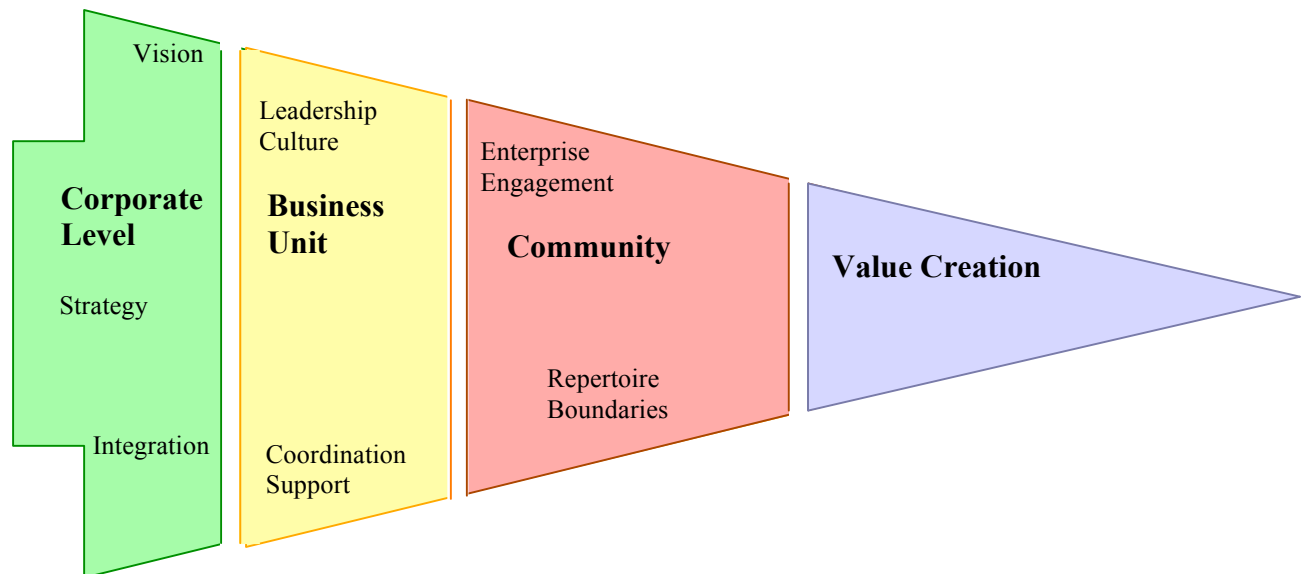 Vision
Corporate
Level
Strategy
Integration
Leadership
Culture
Business
Unit
Coordination
Support
Enterprise
Engagement
Community
Repertoire
Boundaries
Value Creation